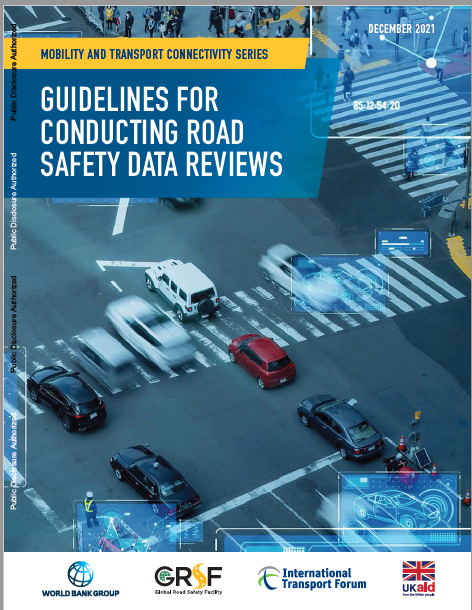 DECEMBER 2021
MOBILITY AND TRANSPORT CONNECTIVITY SERIES
GUIDELINES FOR
CONDUCTING ROAD
SAFETY DATA REVIEWS
85-12-54-20
Public Disclosure Authorized
Public Disclosure Authorized
Public Disclosure Authorized
Public Disclosure Authorized
WORLD BANK GROUP
GRSF
Global Road Safety Facility
International
Transport Forum
UKaid
from the British people